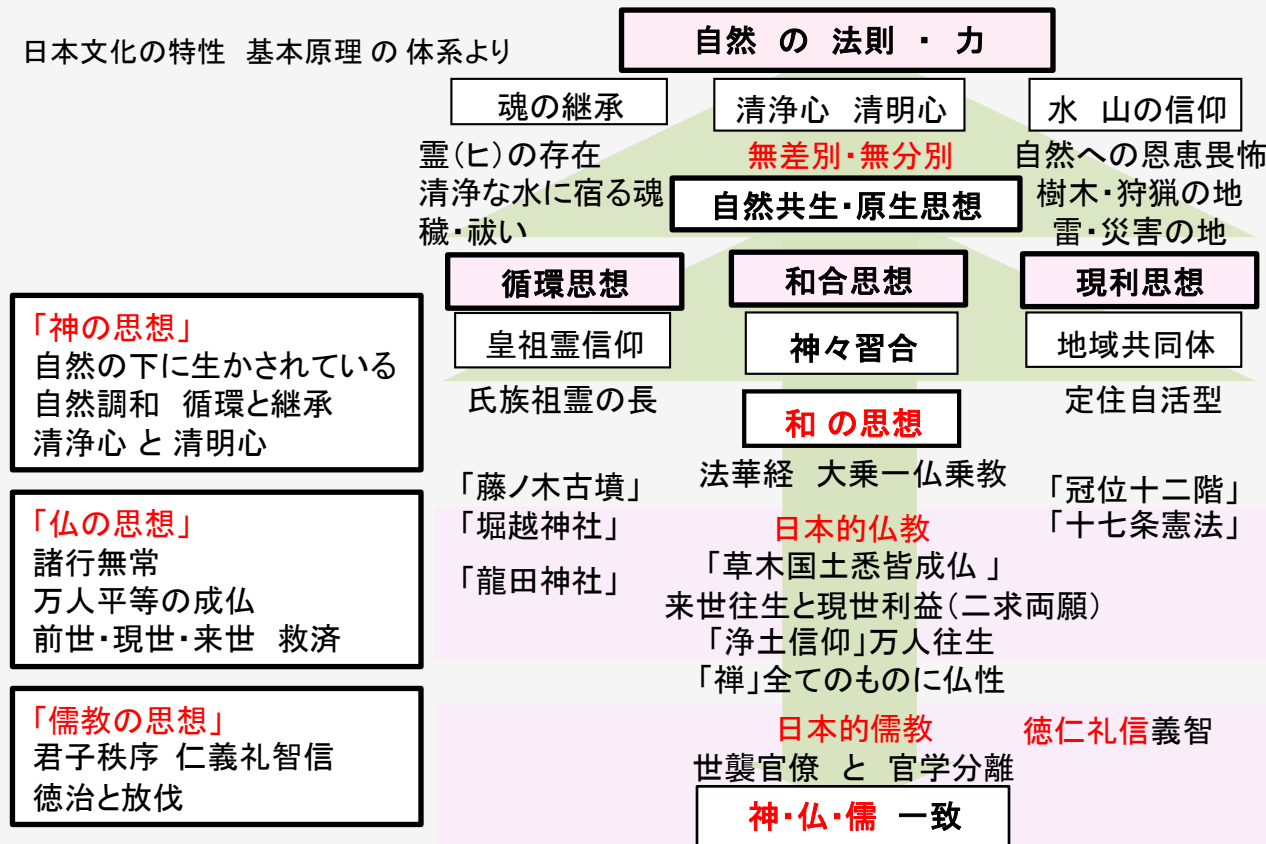 日本文化の特性 基本原理 の 体系より
自然 の 法則 ・ 力
魂の継承
清浄心 清明心
水 山の信仰
霊(ヒ)の存在
清浄な水に宿る魂
穢・祓い
無差別・無分別
自然共生・原生思想
自然への恩恵畏怖
樹木・狩猟の地
雷・災害の地
循環思想
和合思想
現利思想
皇祖霊信仰
神々習合
地域共同体
氏族祖霊の長
和 の思想
定住自活型
「神の思想」
自然の下に生かされている
自然調和 循環と継承
清浄心 と 清明心
「藤ノ木古墳」
「堀越神社」
「龍田神社」
法華経 大乗一仏乗教
「冠位十二階」
「十七条憲法」
「仏の思想」
諸行無常
万人平等の成仏
前世・現世・来世 救済
日本的仏教
「草木国土悉皆成仏 」
来世往生と現世利益(二求両願)
「浄土信仰」万人往生
「禅」全てのものに仏性
「儒教の思想」
君子秩序 仁義礼智信
徳治と放伐
日本的儒教
徳仁礼信義智
世襲官僚 と 官学分離
神・仏・儒 一致